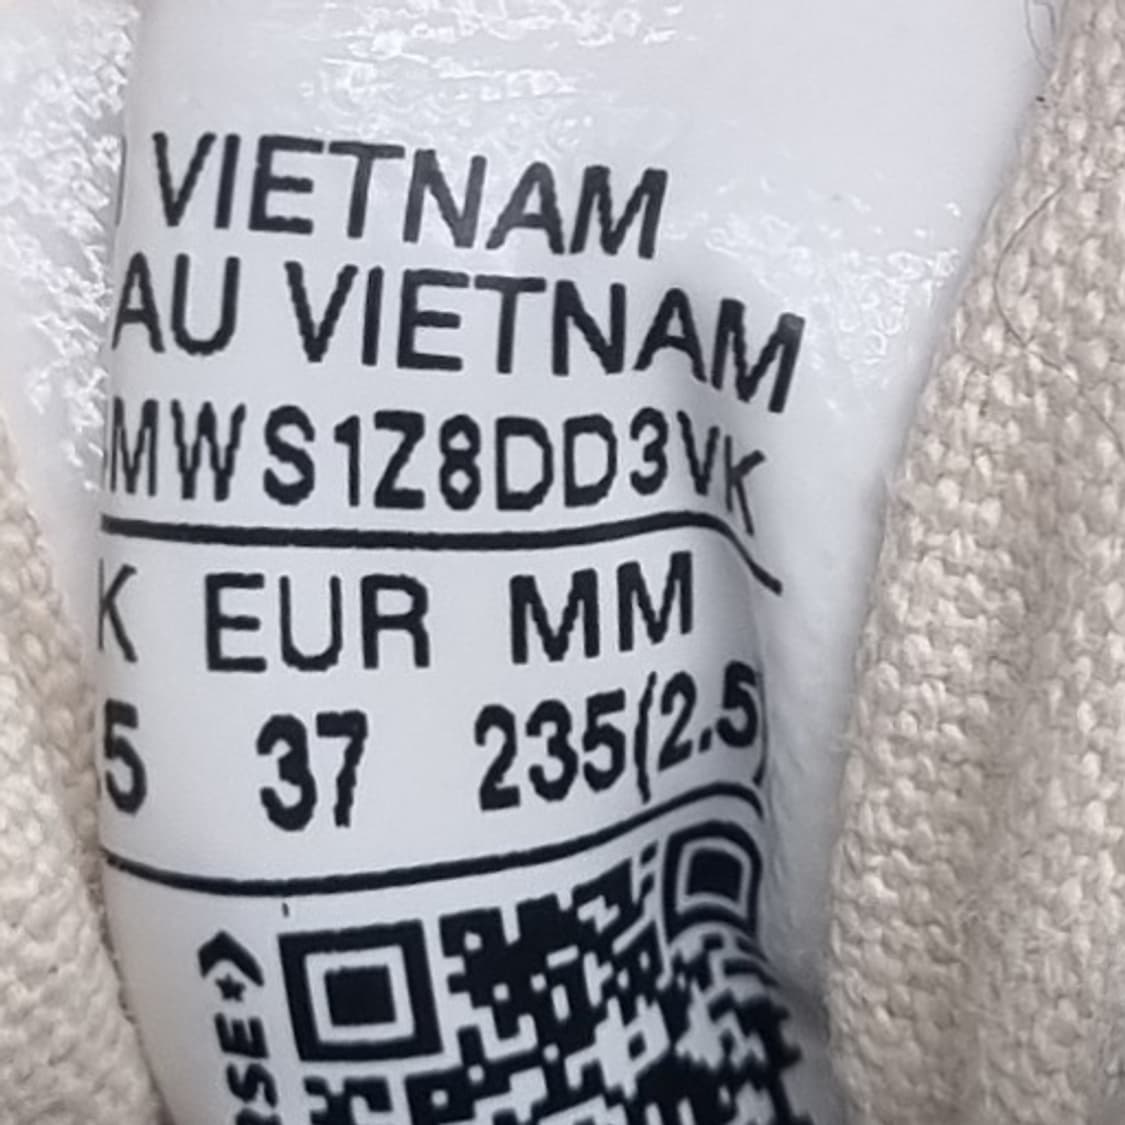 VIETNAM
AU VIETNAM
MWS1Z8DD3VK
K EUR MM
5 37 235(2.5)